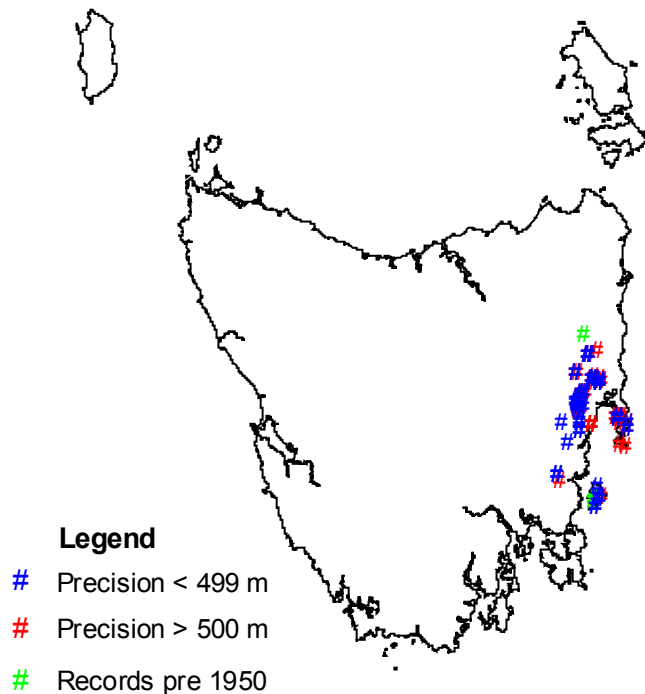 Legend
# Precision < 499 m
# Precision > 500 m
# Records pre 1950